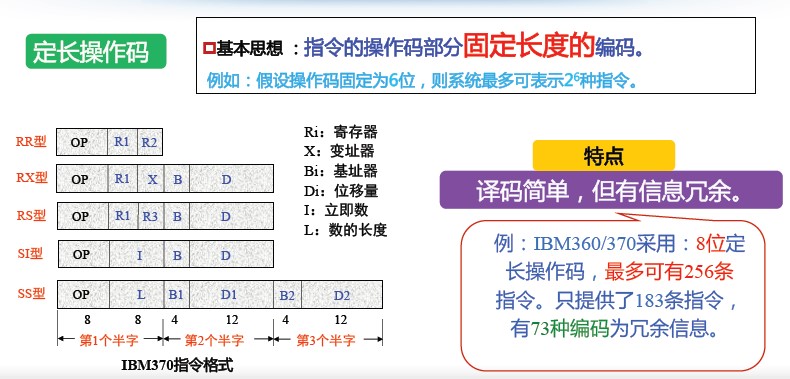 定长操作码
基本思想 :指令的操作码部分固定长度的编码。
例如：假设操作码固定为6位，则系统最多可表示2⁶种指令。
RR型 OP R1 R2
RX型 OP R1 X B D
RS型 OP R1 R3 B D
SI型 OP I B D
SS型 OP L B1 D1 B2 D2
8 8 4 12 4 12
第1个半字 第2个半字 第3个半字
IBM370指令格式
Ri：寄存器
X：变址器
Bi：基址器
Di：位移量
I：立即数
L：数的长度
特点
译码简单，但有信息冗余。
例：IBM360/370采用：8位定
长操作码，最多可有256条
指令。只提供了183条指令，
有73种编码为冗余信息。